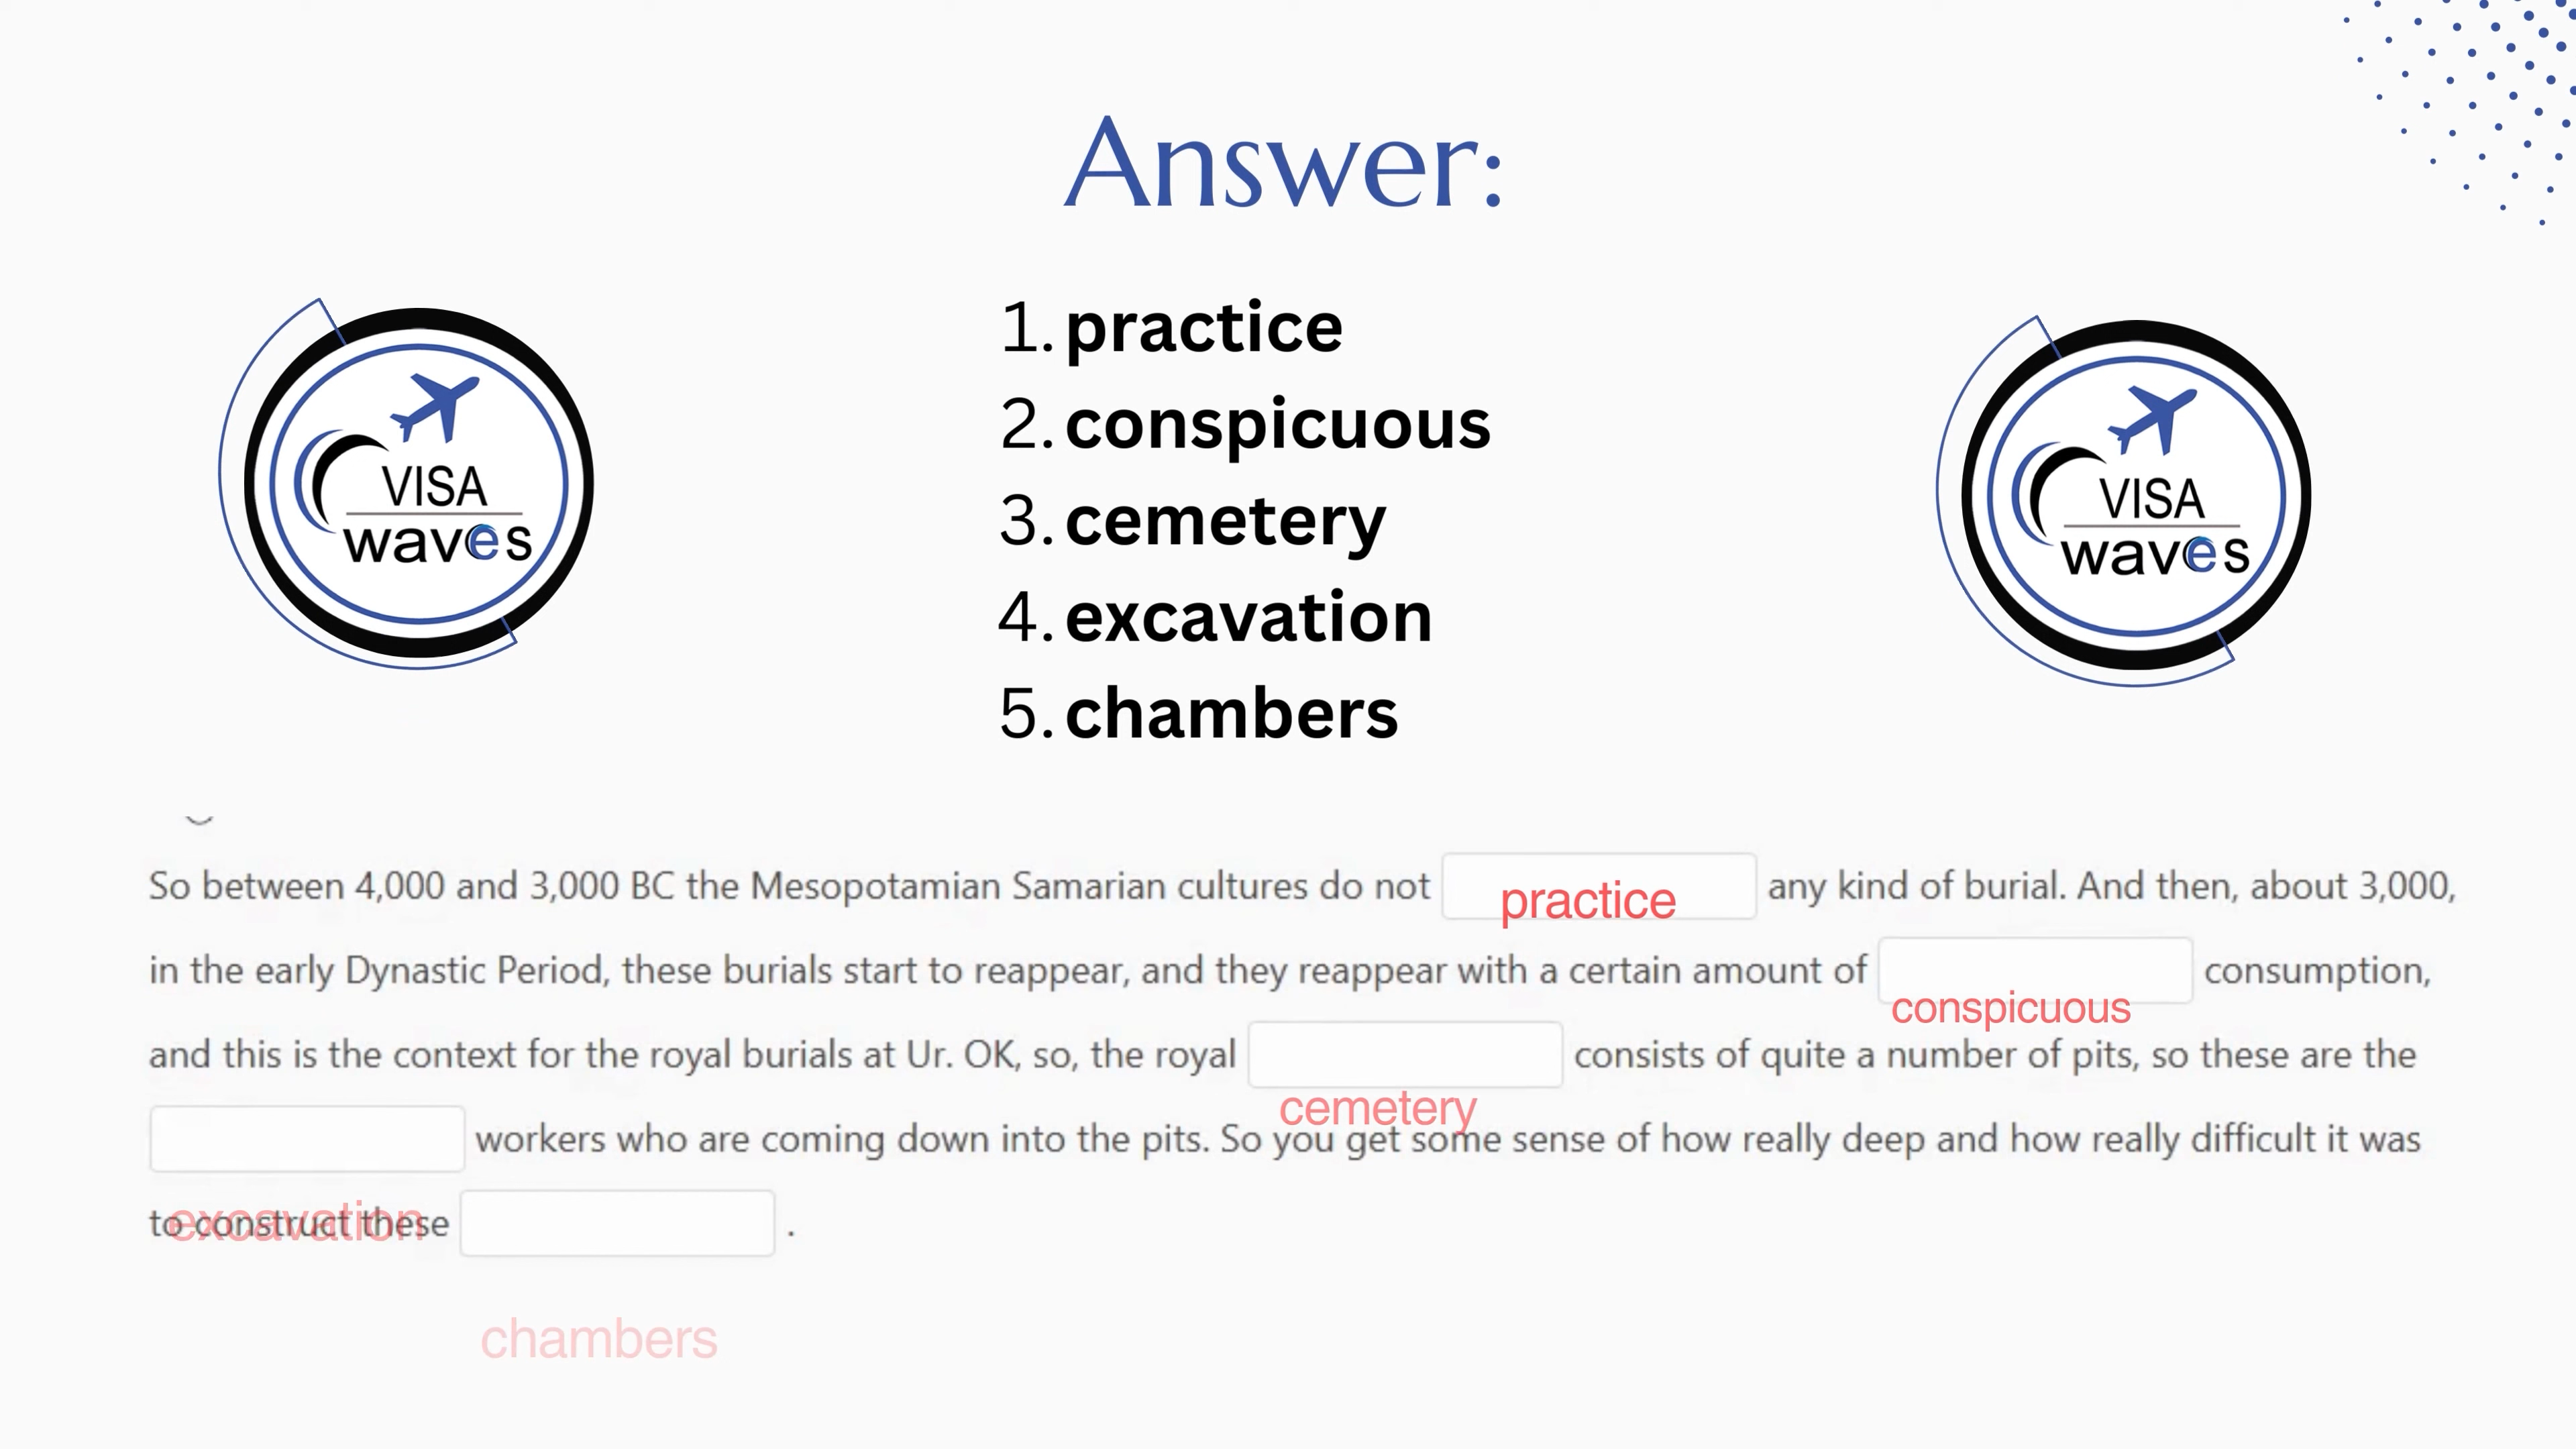 Answer:
1. practice
2. conspicuous
3. cemetery
4. excavation
5. chambers
VISA
waves
VISA
waves
So between 4,000 and 3,000 BC the Mesopotamian Samarian cultures do not practice any kind of burial. And then, about 3,000,
in the early Dynastic Period, these burials start to reappear, and they reappear with a certain amount of consumption,
conspicuous
and this is the context for the royal burials at Ur. OK, so, the royal consists of quite a number of pits, so these are the
cemetery
workers who are coming down into the pits. So you get some sense of how really deep and how really difficult it was
excavation
to construct these .
chambers